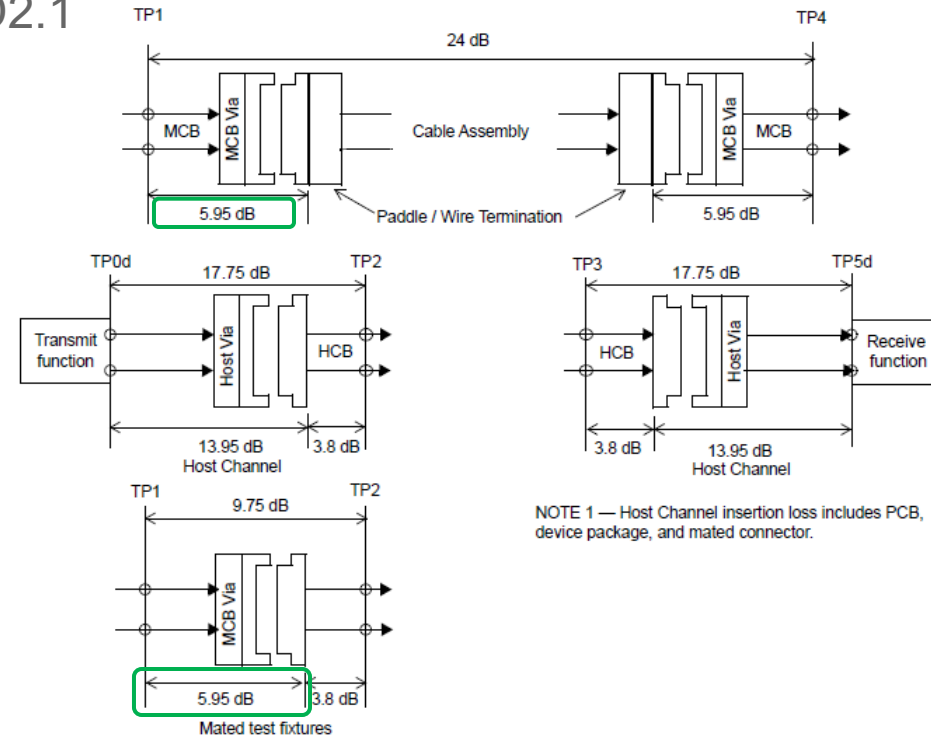 D2.1
TP1
TP4
24 dB
MCB
MCB Via
Cable Assembly
MCB Via
MCB
5.95 dB
Paddle / Wire Termination
5.95 dB
TP0d
17.75 dB
TP2
TP3
17.75 dB
TP5d
Transmit
function
Host Via
HCB
HCB
Host Via
Receive
function
13.95 dB
Host Channel
3.8 dB
3.8 dB
13.95 dB
Host Channel
TP1
9.75 dB
TP2
NOTE 1 — Host Channel insertion loss includes PCB,
device package, and mated connector.
MCB Via
5.95 dB
3.8 dB
Mated test fixtures